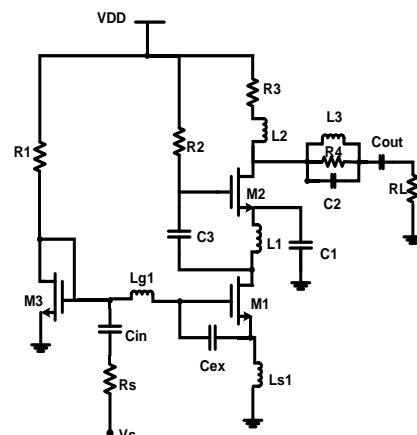 VDD
R3
L3
R1
R2
L2
R4
Cout
M2
C2
RL
C3
L1
C1
M3
Lg1
M1
Cin
Cex
Ls1
Rs
Vs